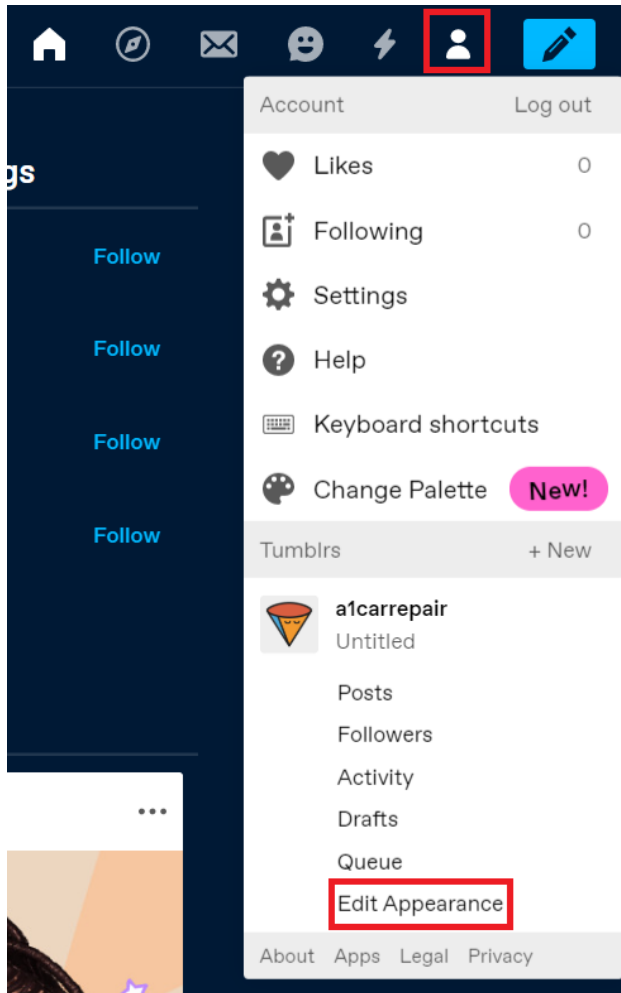 Account Log out
gs
Likes 0
Following 0
Follow
Settings
Follow
Help
Keyboard shortcuts
Follow
Change Palette New!
Follow
Tumblrs + New
a1carrepair
Untitled
Posts
Followers
Activity
Drafts
Queue
Edit Appearance
About Apps Legal Privacy